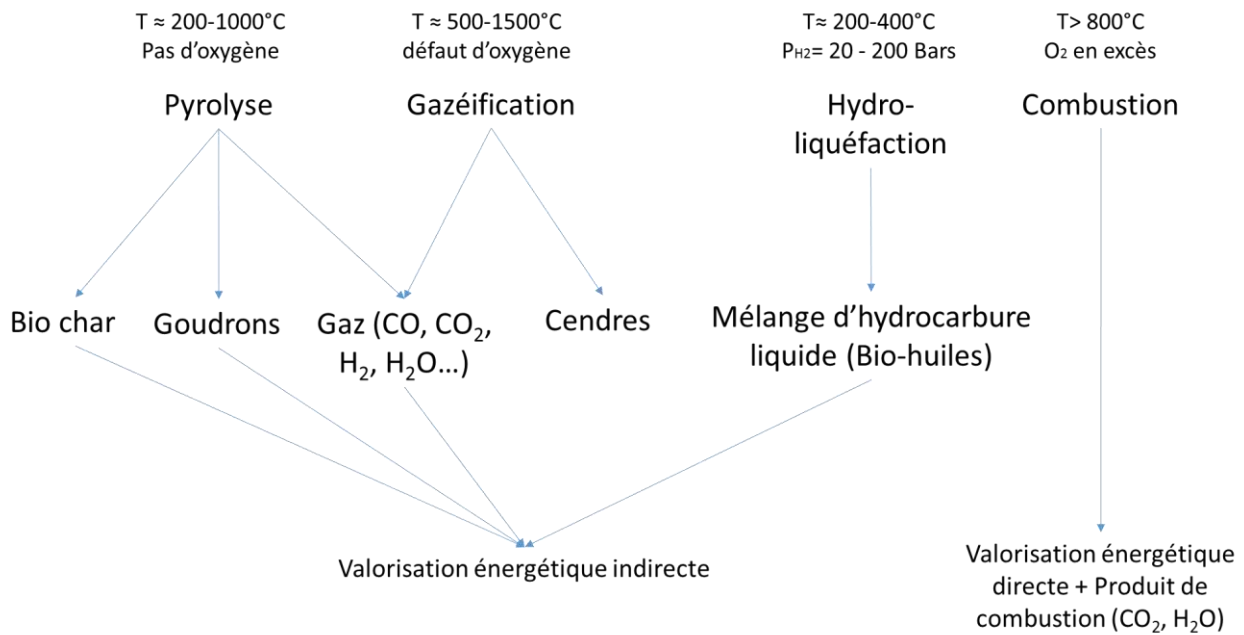 T ≈ 200-1000°C
Pas d'oxygène
Pyrolyse
T ≈ 500-1500°C
défaut d'oxygène
Gazéification
T≈ 200-400°C
PH2= 20 - 200 Bars
Hydro-
liquéfaction
T> 800°C
O₂ en excès
Combustion
Bio char
Goudrons
Gaz (CO, CO₂,
H₂, H₂O...)
Cendres
Mélange d'hydrocarbure
liquide (Bio-huiles)
Valorisation énergétique indirecte
Valorisation énergétique
directe + Produit de
combustion (CO₂, H₂O)